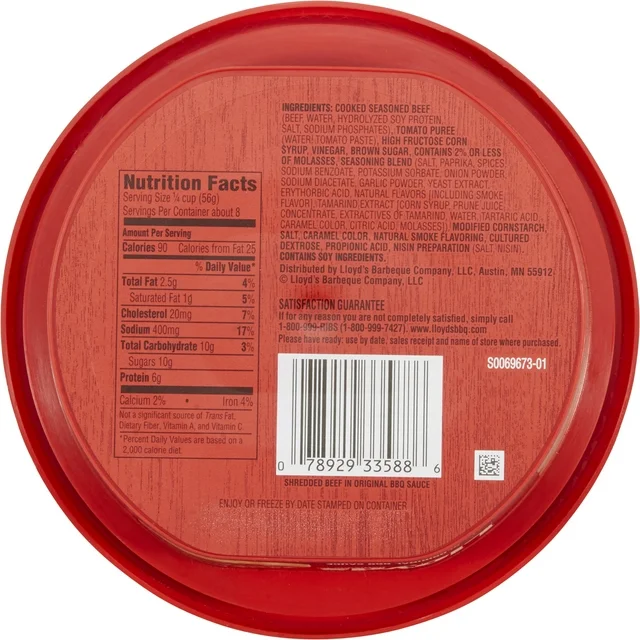 Nutrition Facts
Serving Size ¼ cup (56g)
Servings Per Container about 8
Amount Per Serving
Calories 90 Calories from Fat 25
% Daily Value*
Total Fat 2.5g 4%
Saturated Fat 1g 5%
Cholesterol 20mg 7%
Sodium 400mg 17%
Total Carbohydrate 10g 3%
Sugars 10g
Protein 6g
Calcium 2% • Iron 4%
Not a significant source of Trans Fat,
Dietary Fiber, Vitamin A, and Vitamin C
*Percent Daily Values are based on a
2,000 calorie diet.
INGREDIENTS: COOKED SEASONED BEEF
(BEEF, WATER, HYDROLYZED SOY PROTEIN,
SALT, SODIUM PHOSPHATES), TOMATO PUREE
(WATER, TOMATO PASTE), HIGH FRUCTOSE CORN
SYRUP, VINEGAR, BROWN SUGAR, CONTAINS 2% OR LESS
OF MOLASSES, SEASONING BLEND (SALT, PAPRIKA, SPICES
SODIUM BENZOATE, POTASSIUM SORBATE, ONION POWDER
SODIUM DIACETATE, GARLIC POWDER, YEAST EXTRACT,
ERYTHORBIC ACID, NATURAL FLAVORS (INCLUDING SMOKE
FLAVOR), TAMARIND EXTRACT [CORN SYRUP, PRUNE JUICE
CONCENTRATE, EXTRACTIVES OF TAMARIND, WATER, TARTARIC ACID,
CARAMEL COLOR, CITRIC ACID, MOLASSES]), MODIFIED CORNSTARCH,
SALT, CARAMEL COLOR, NATURAL SMOKE FLAVORING, CULTURED
DEXTROSE, PROPIONIC ACID, NISIN PREPARATION (SALT, NISIN).
CONTAINS SOY INGREDIENTS.
Distributed by Lloyd's Barbeque Company, LLC, Austin, MN 55912
© Lloyd's Barbeque Company, LLC
SATISFACTION GUARANTEE
If for any reason you are not completely satisfied, simply call
1-800-999-RIBS (1-800-999-7427). www.lloydsbbq.com
Please have ready: use by date, sales receipt and name of store where purchased.
S0069673-01
0 78929 33588 6
SHREDDED BEEF IN ORIGINAL BBQ SAUCE
ENJOY OR FREEZE BY DATE STAMPED ON CONTAINER